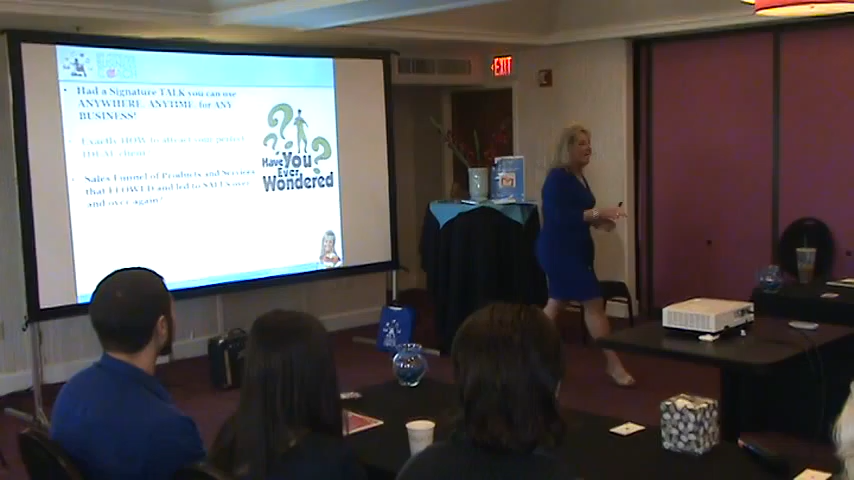 EXIT
Had a Signature TALK you can use
ANYWHERE, ANYTIME, for ANY
BUSINESS!
Exactly HOW to attract your perfect
IDEAL client
Sales Funnel of Products and Services
that FLOWED and led to SALES over
and over again?
Have You
Ever
Wondered